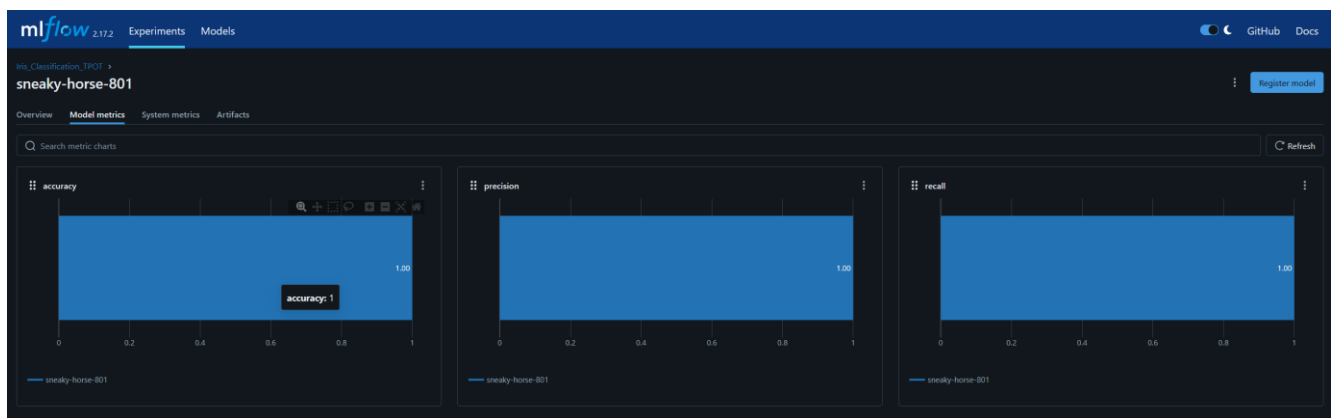 mlflow 2.17.2 Experiments Models GitHub Docs
Iris_Classification_TPOT >
sneaky-horse-801
Register model
Overview Model metrics System metrics Artifacts
Search metric charts
Refresh
accuracy
1.00
accuracy: 1
0 0.2 0.4 0.6 0.8 1
sneaky-horse-801
precision
1.00
0 0.2 0.4 0.6 0.8 1
sneaky-horse-801
recall
1.00
0 0.2 0.4 0.6 0.8 1
sneaky-horse-801